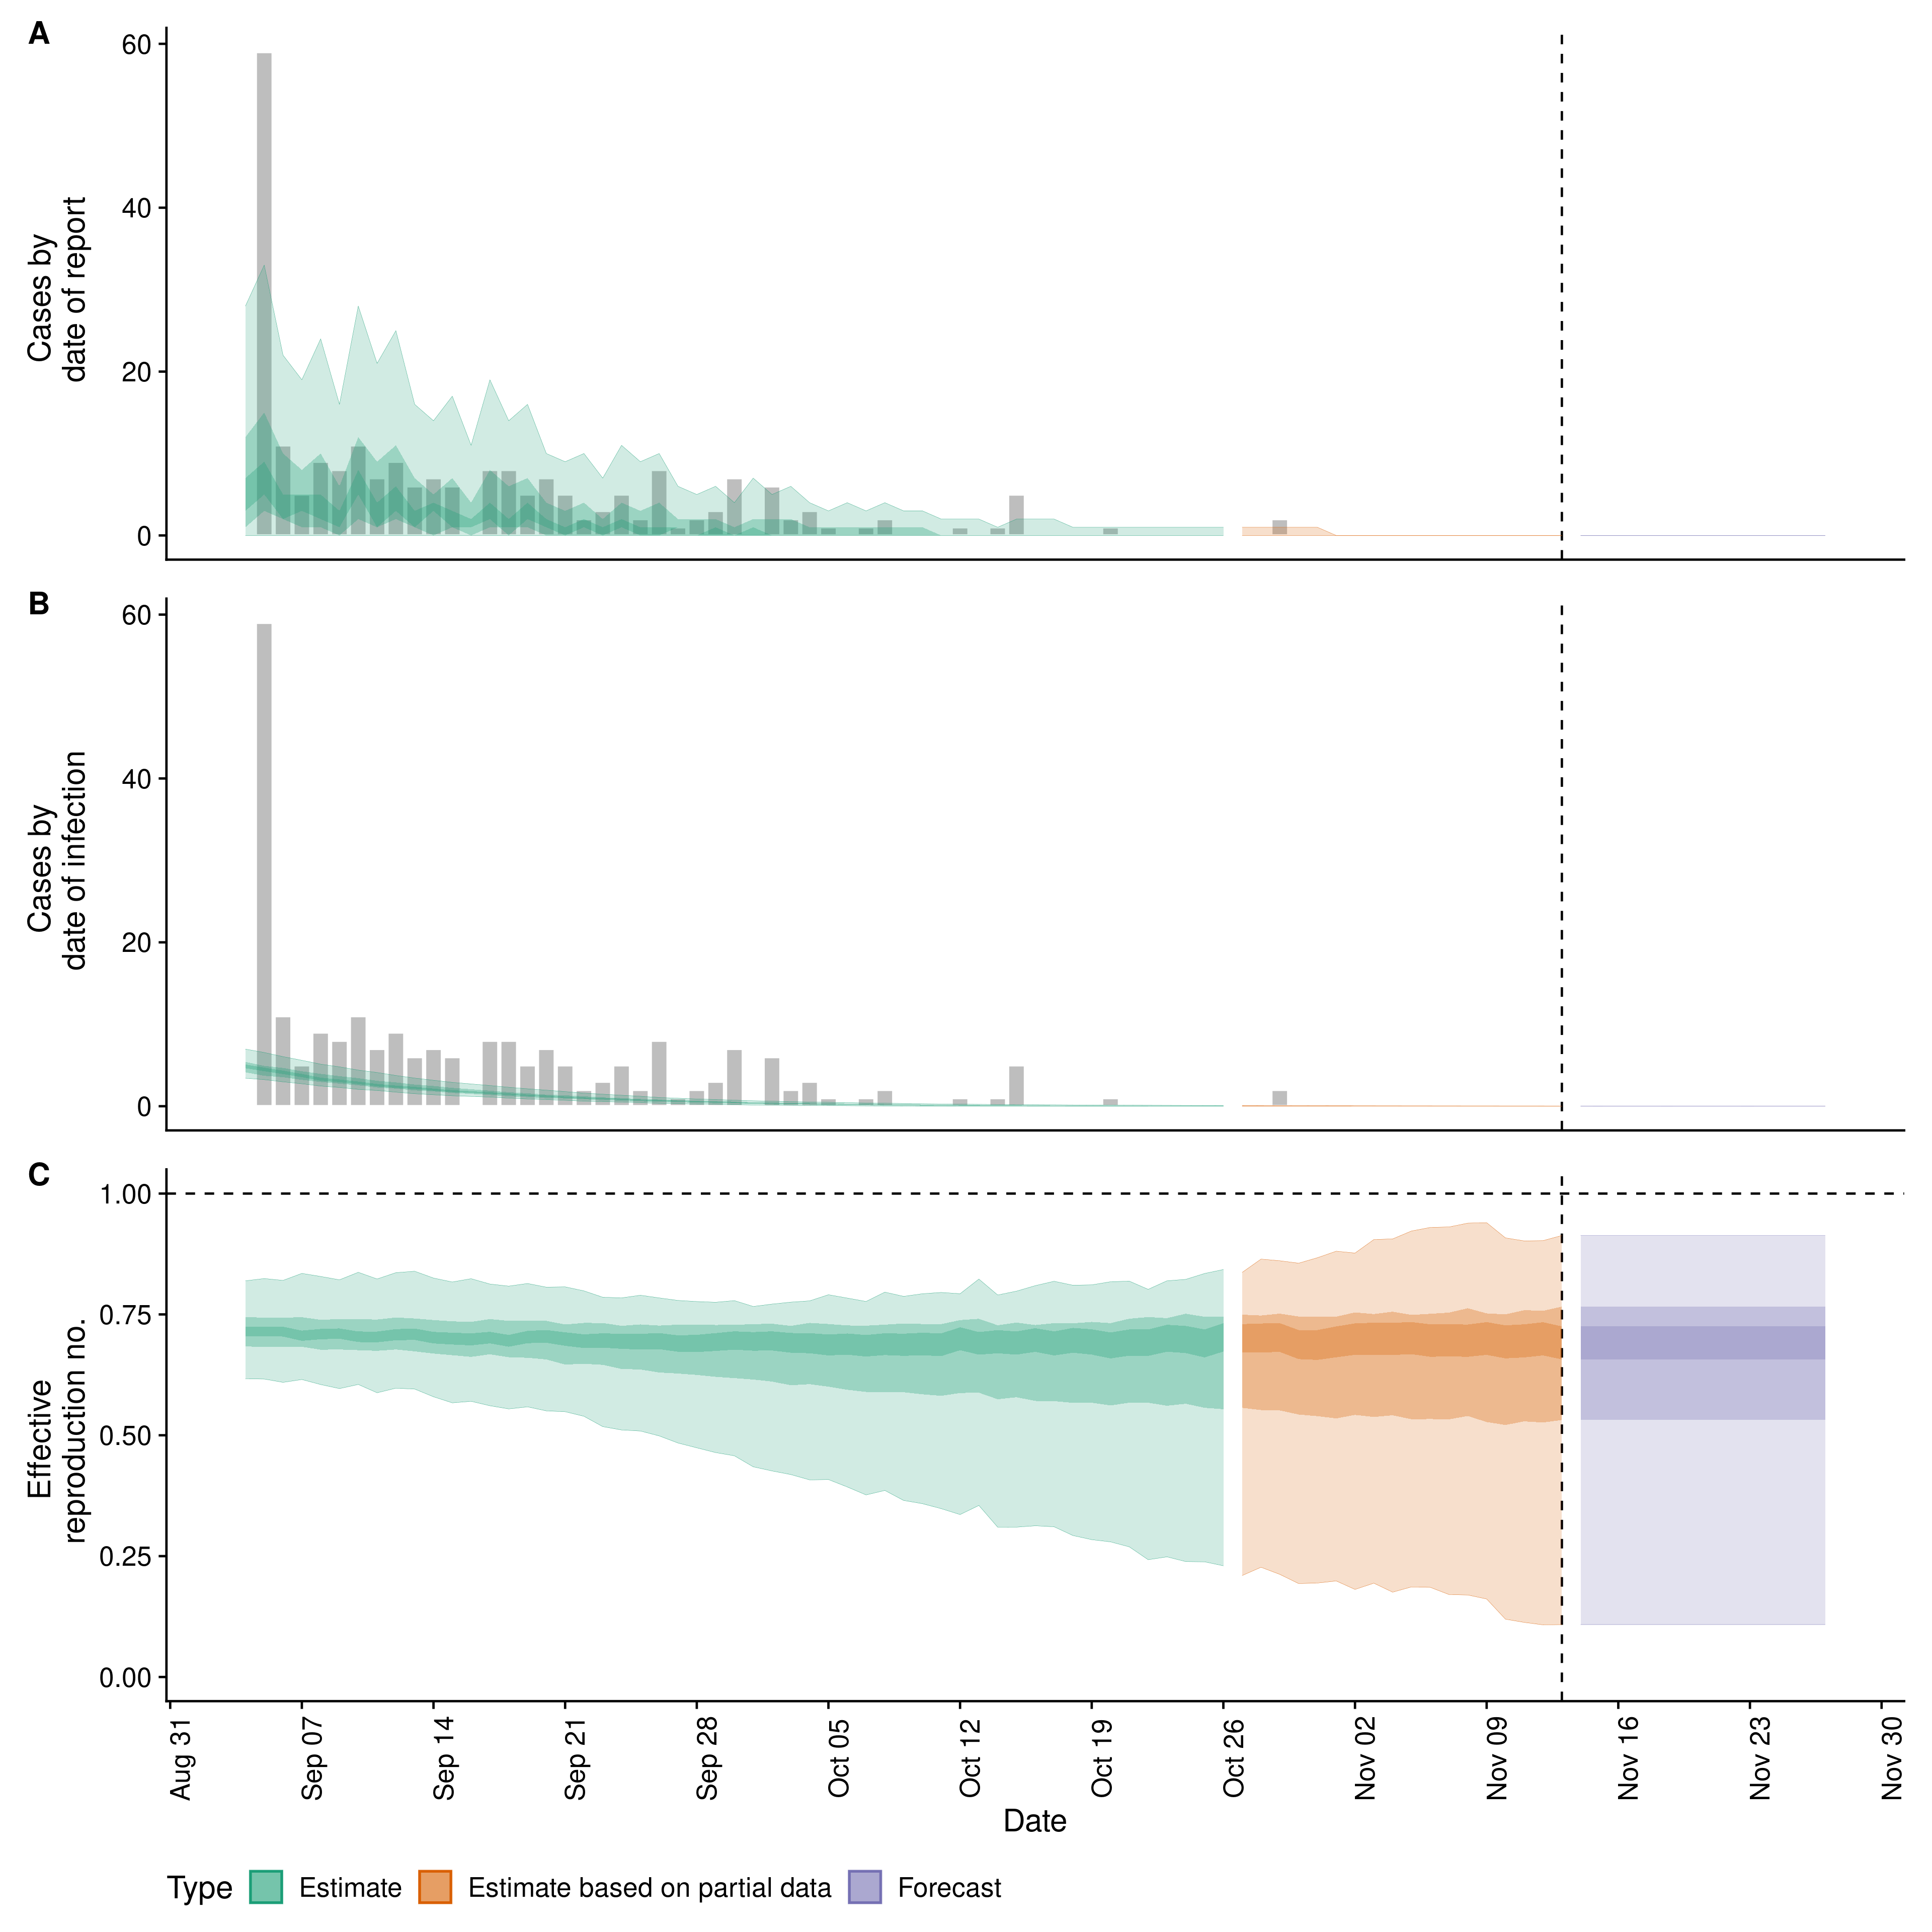 A
60
40
20
0
Cases by
date of report
B
60
40
20
0
Cases by
date of infection
C
1.00
0.75
0.50
0.25
0.00
Effective
reproduction no.
Aug 31
Sep 07
Sep 14
Sep 21
Sep 28
Oct 05
Oct 12
Oct 19
Oct 26
Nov 02
Nov 09
Nov 16
Nov 23
Nov 30
Date
Type Estimate Estimate based on partial data Forecast